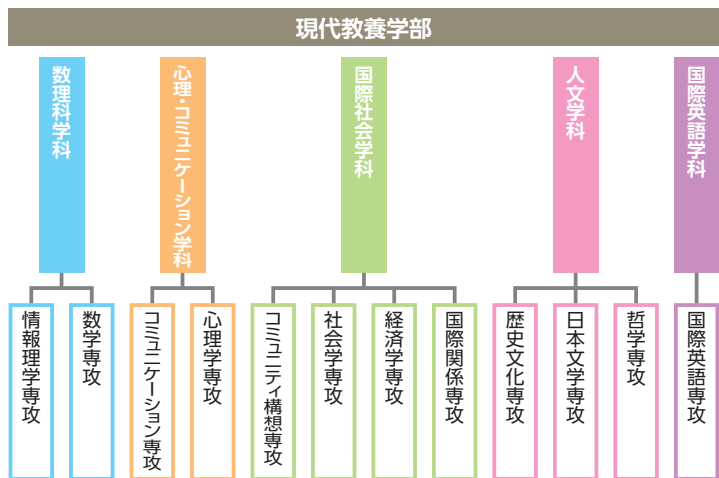 現代教養学部
国際英語学科
人文学科
国際社会学科
心理・コミュニケーション学科
数理科学科
国際英語専攻
哲学専攻
日本文学専攻
歴史文化専攻
国際関係専攻
経済学専攻
社会学専攻
コミュニティ構想専攻
心理学専攻
コミュニケーション専攻
数学専攻
情報理学専攻